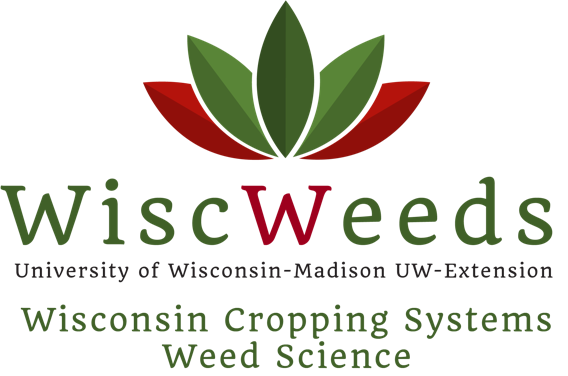 WiscWeeds
University of Wisconsin-Madison UW-Extension
Wisconsin Cropping Systems
Weed Science